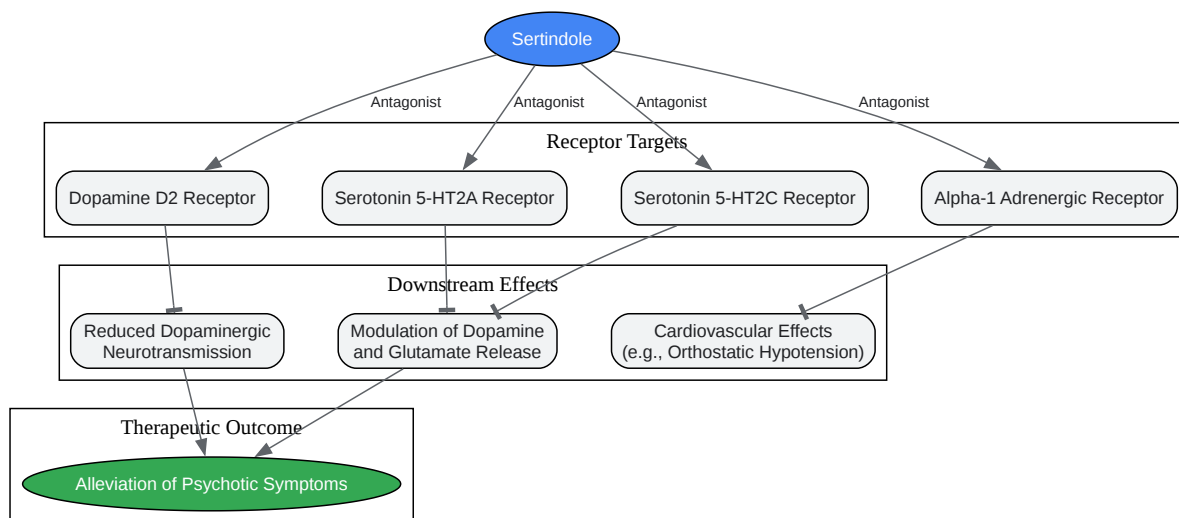 Sertindole
Antagonist
Antagonist
Antagonist
Antagonist
Receptor Targets
Dopamine D2 Receptor
Serotonin 5-HT2A Receptor
Serotonin 5-HT2C Receptor
Alpha-1 Adrenergic Receptor
Downstream Effects
Reduced Dopaminergic
Neurotransmission
Modulation of Dopamine
and Glutamate Release
Cardiovascular Effects
(e.g., Orthostatic Hypotension)
Therapeutic Outcome
Alleviation of Psychotic Symptoms